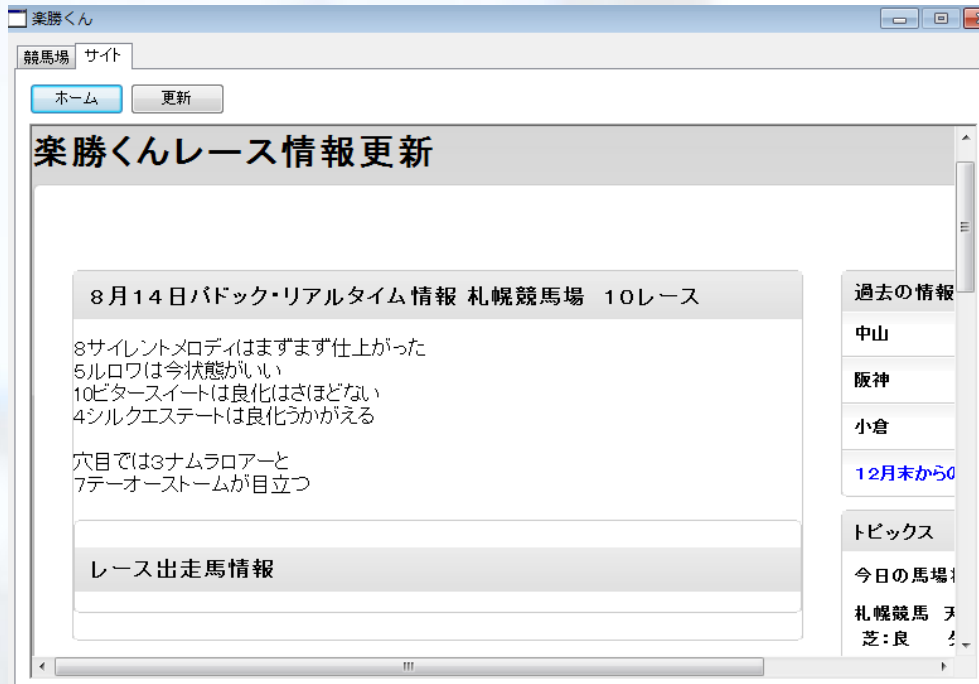 楽勝くん
競馬場 サイト
ホーム 更新
楽勝くんレース情報更新
8月14日パドック・リアルタイム情報 札幌競馬場 10レース
8サイレントメロディはまずまず仕上がった
5ルロワは今状態がいい
10ビタースイートは良化はさほどない
4シルクエステートは良化うかがえる
穴目では3ナムラロアーと
7テーオーストームが目立つ
レース出走馬情報
過去の情報
中山
阪神
小倉
12月末から
トピックス
今日の馬場
札幌競馬 天
芝:良